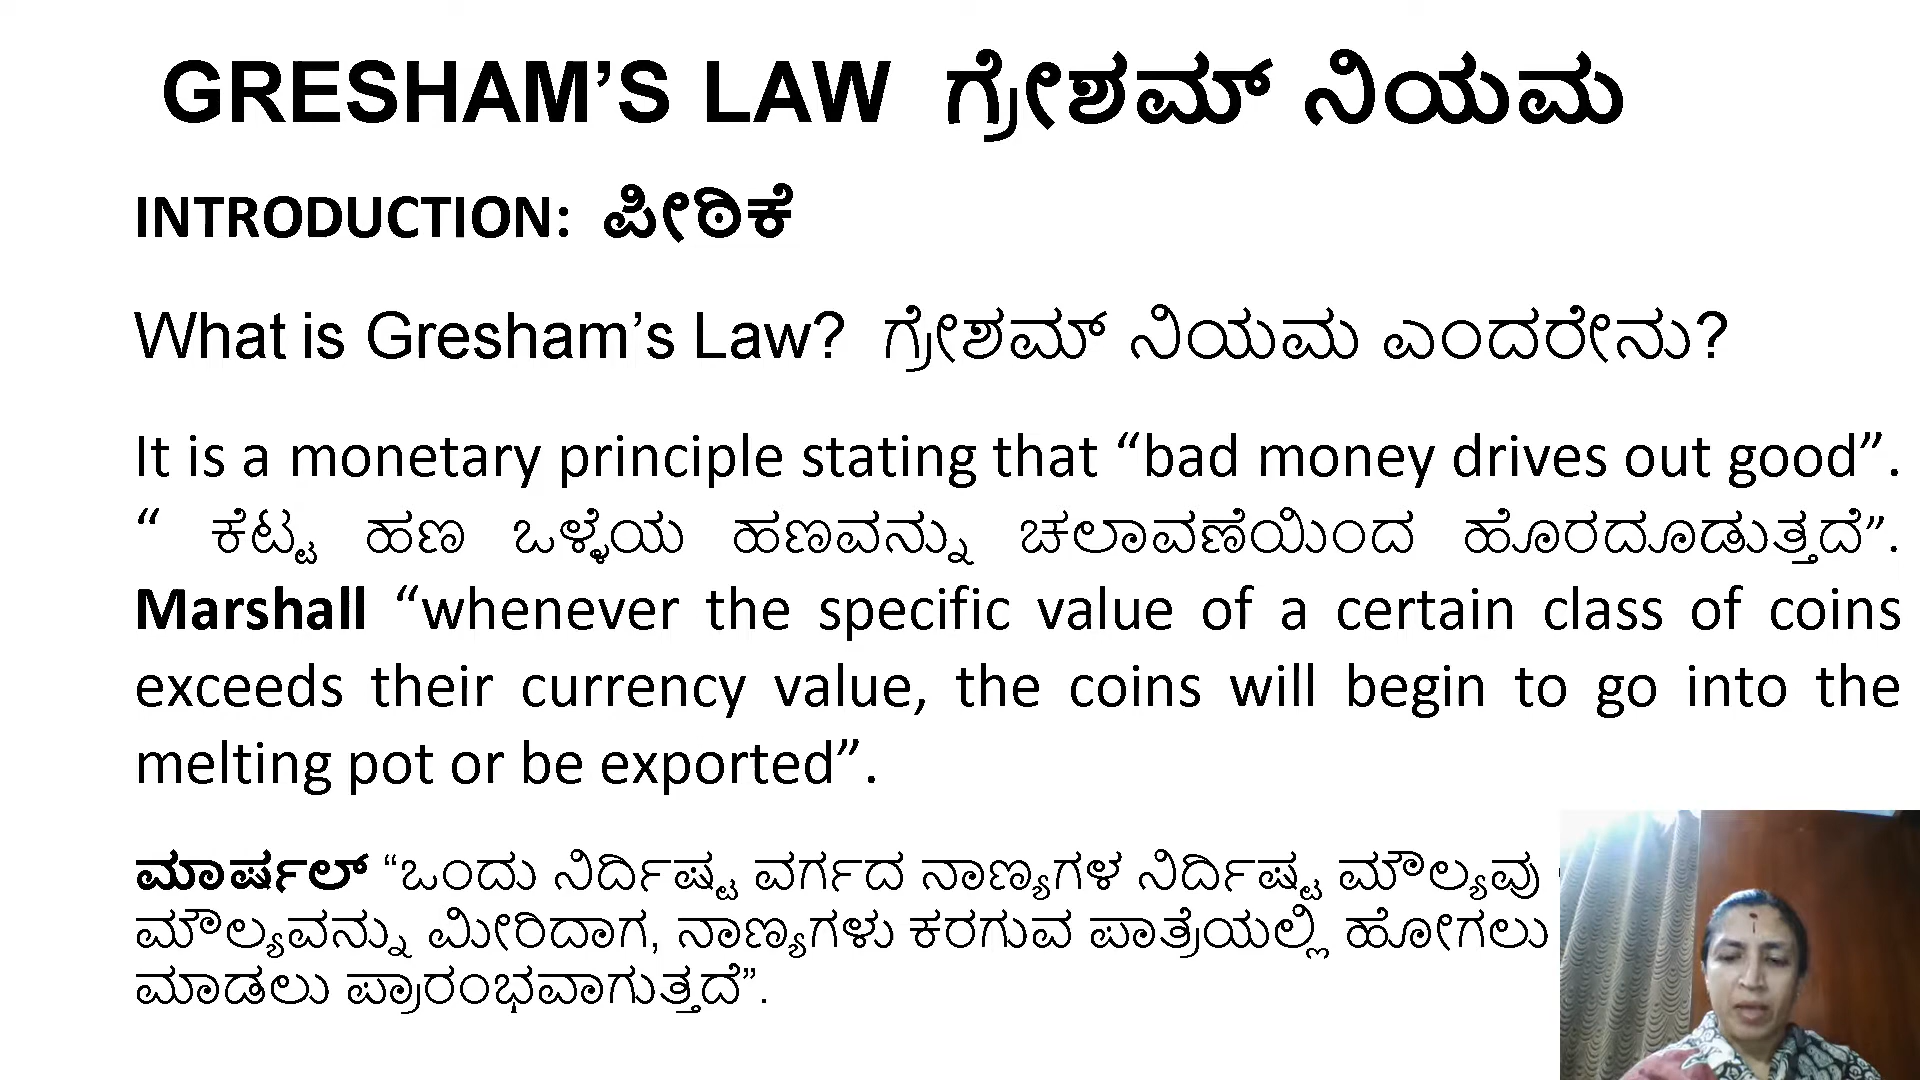 GRESHAM’S LAW ಗ್ರೇಶಮ್ ನಿಯಮ
INTRODUCTION: ಪೀಠಿಕೆ
What is Gresham’s Law? ಗ್ರೇಶಮ್ ನಿಯಮ ಎಂದರೇನು?
It is a monetary principle stating that “bad money drives out good”.
“ ಕೆಟ್ಟ ಹಣ ಒಳ್ಳೆಯ ಹಣವನ್ನು ಚಲಾವಣೆಯಿಂದ ಹೊರದೂಡುತ್ತದೆ”.
Marshall “whenever the specific value of a certain class of coins
exceeds their currency value, the coins will begin to go into the
melting pot or be exported”.
ಮಾರ್ಷಲ್ “ಒಂದು ನಿರ್ದಿಷ್ಟ ವರ್ಗದ ನಾಣ್ಯಗಳ ನಿರ್ದಿಷ್ಟ ಮೌಲ್ಯವು
ಮೌಲ್ಯವನ್ನು ಮೀರಿದಾಗ, ನಾಣ್ಯಗಳು ಕರಗುವ ಪಾತ್ರೆಯಲ್ಲಿ ಹೋಗಲು
ಮಾಡಲು ಪ್ರಾರಂಭವಾಗುತ್ತದೆ”.